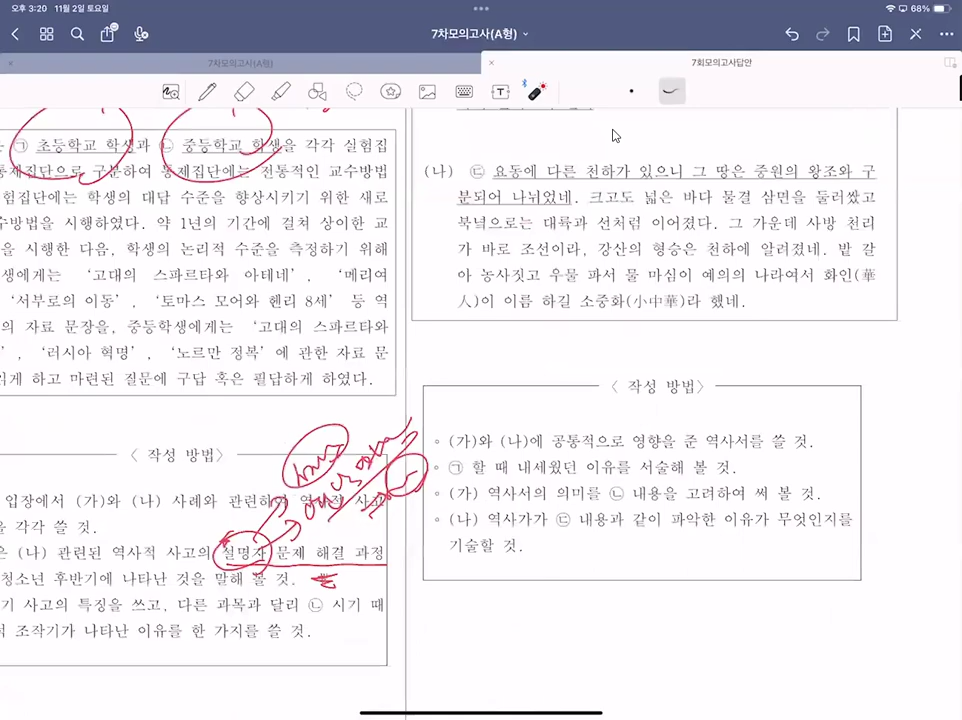 오후 3:20 11월 2일 토요일
68%
7차모의고사(A형)
7차모의고사(A형)
7회모의고사답안
은 ㉠ 초등학교 학생과 ㉡ 중등학교 학생을 각각 실험집
통제집단으로 구분하여 통제집단에는 전통적인 교수방법
험집단에는 학생의 대답 수준을 향상시키기 위한 새로
수방법을 시행하였다. 약 1년의 기간에 걸쳐 상이한 교
을 시행한 다음, 학생의 논리적 수준을 측정하기 위해
생에게는 ‘고대의 스파르타와 아테네’, ‘메리여
‘서부로의 이동’, ‘토마스 모어와 헨리 8세’ 등 역
의 자료 문장을, 중등학생에게는 ‘고대의 스파르타와
’, ‘러시아 혁명’, ‘노르만 정복’에 관한 자료 문
읽게 하고 마련된 질문에 구답 혹은 필답하게 하였다.
〈 작성 방법〉
입장에서 (가)와 (나) 사례와 관련하여 역사적 사고
을 각각 쓸 것.
은 (나) 관련된 역사적 사고의 설명자 문제 해결 과정
청소년 후반기에 나타난 것을 말해 볼 것.
기 사고의 특징을 쓰고, 다른 과목과 달리 ㉡ 시기 때
적 조작기가 나타난 이유를 한 가지를 쓸 것.
(나) ㉢ 요동에 다른 천하가 있으니 그 땅은 중원의 왕조와 구
분되어 나뉘었네. 크고도 넓은 바다 물결 삼면을 둘러쌌고
북녘으로는 대륙과 선처럼 이어졌다. 그 가운데 사방 천리
가 바로 조선이라, 강산의 형승은 천하에 알려졌네. 밭 갈
아 농사짓고 우물 파서 물 마심이 예의의 나라여서 화인(華
人)이 이름 하길 소중화(小中華)라 했네.
〈 작성 방법〉
◦ (가)와 (나)에 공통적으로 영향을 준 역사서를 쓸 것.
◦ ㉠ 할 때 내세웠던 이유를 서술해 볼 것.
◦ (가) 역사서의 의미를 ㉡ 내용을 고려하여 써 볼 것.
◦ (나) 역사가가 ㉢ 내용과 같이 파악한 이유가 무엇인지를
기술할 것.